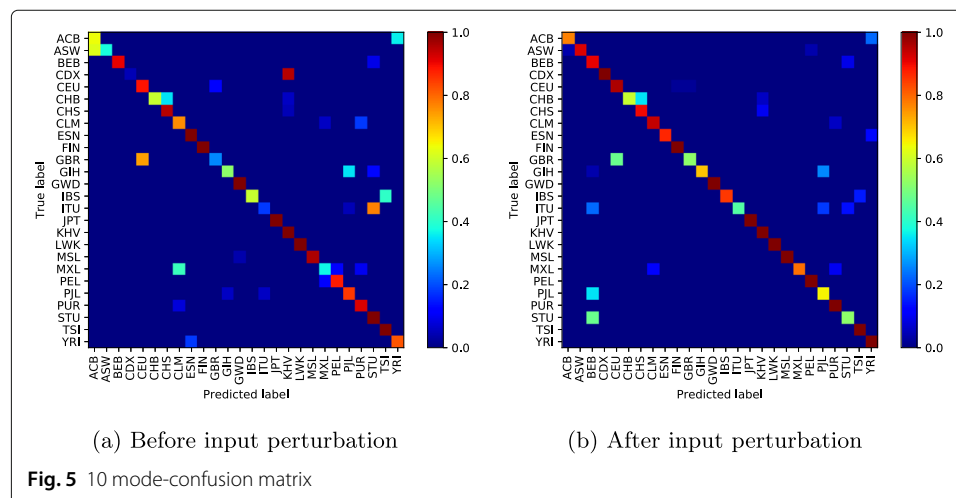 ACB
ASW
BEB
CDX
CEU
CHB
CHS
CLM
ESN
FIN
GBR
GIH
GWD
IBS
ITU
JPT
KHV
LWK
MSL
MXL
PEL
PJL
PUR
STU
TSI
YRI
True label
ACB ASW BEB CDX CEU CHB CHS CLM ESN FIN GBR GIH GWD IBS ITU JPT KHV LWK MSL MXL PEL PJL PUR STU TSI YRI
Predicted label
1.0
0.8
0.6
0.4
0.2
0.0
(a) Before input perturbation
ACB
ASW
BEB
CDX
CEU
CHB
CHS
CLM
ESN
FIN
GBR
GIH
GWD
IBS
ITU
JPT
KHV
LWK
MSL
MXL
PEL
PJL
PUR
STU
TSI
YRI
True label
ACB ASW BEB CDX CEU CHB CHS CLM ESN FIN GBR GIH GWD IBS ITU JPT KHV LWK MSL MXL PEL PJL PUR STU TSI YRI
Predicted label
1.0
0.8
0.6
0.4
0.2
0.0
(b) After input perturbation
Fig. 5 10 mode-confusion matrix